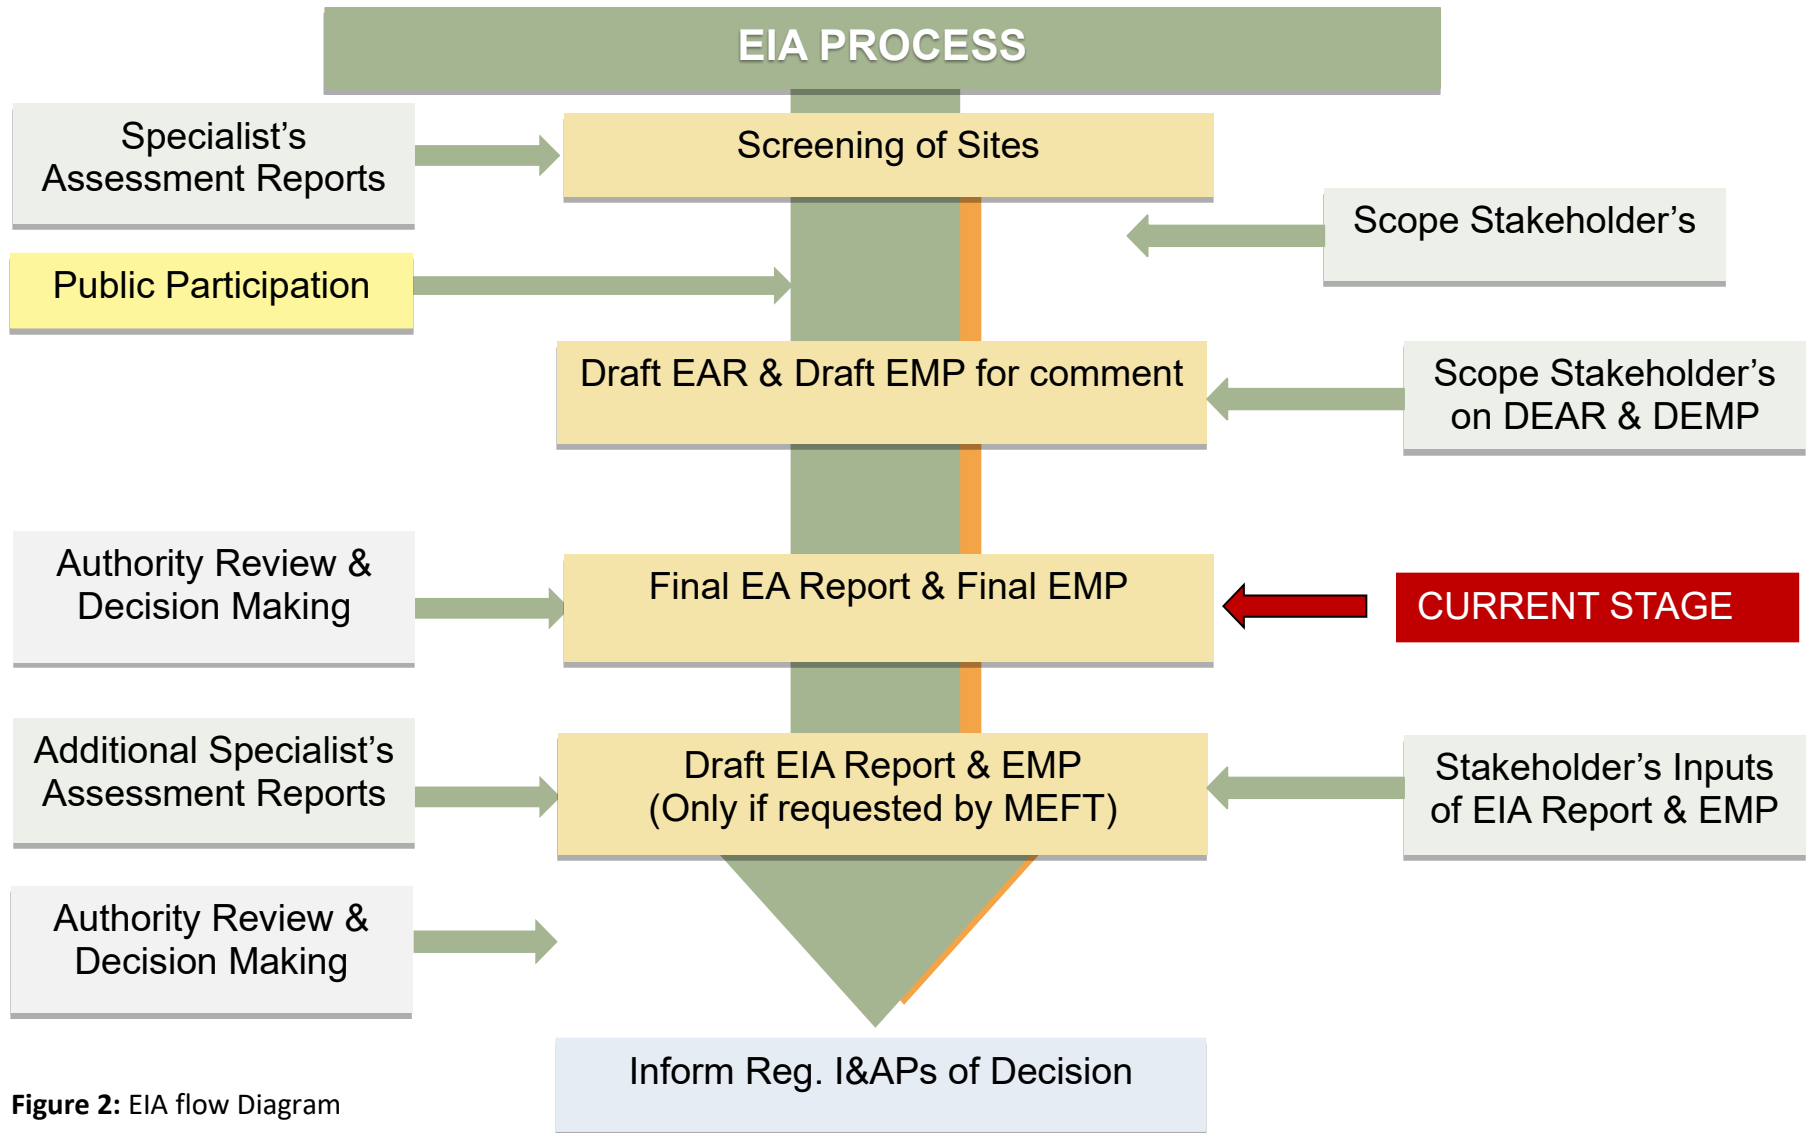 EIA PROCESS
Specialist's
Assessment Reports
Screening of Sites
Scope Stakeholder's
Public Participation
Draft EAR & Draft EMP for comment
Scope Stakeholder's
on DEAR & DEMP
Authority Review &
Decision Making
Final EA Report & Final EMP
CURRENT STAGE
Additional Specialist's
Assessment Reports
Draft EIA Report & EMP
(Only if requested by MEFT)
Stakeholder's Inputs
of EIA Report & EMP
Authority Review &
Decision Making
Inform Reg. I&APs of Decision
Figure 2: EIA flow Diagram